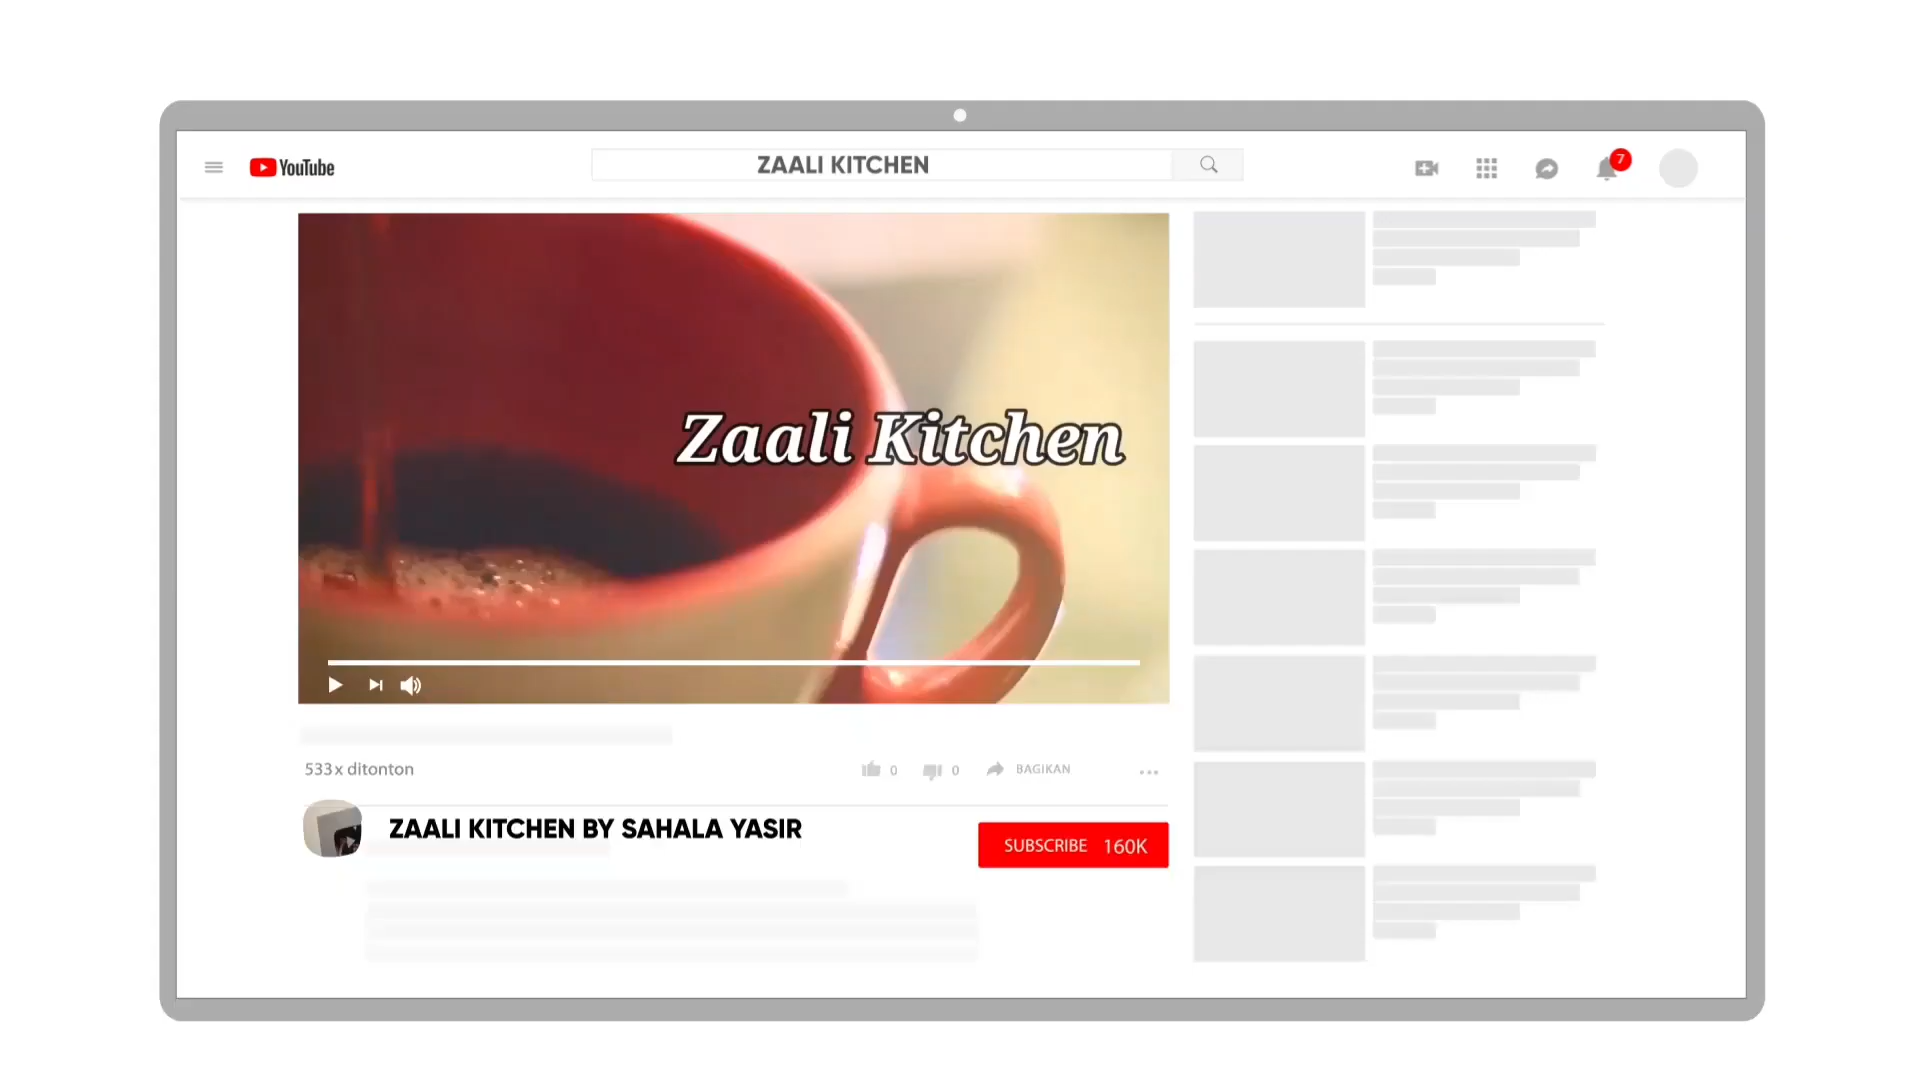 YouTube
ZAALI KITCHEN
7
Zaali Kitchen
533x ditonton
0
0
BAGIKAN
ZAALI KITCHEN BY SAHALA YASIR
SUBSCRIBE 160K